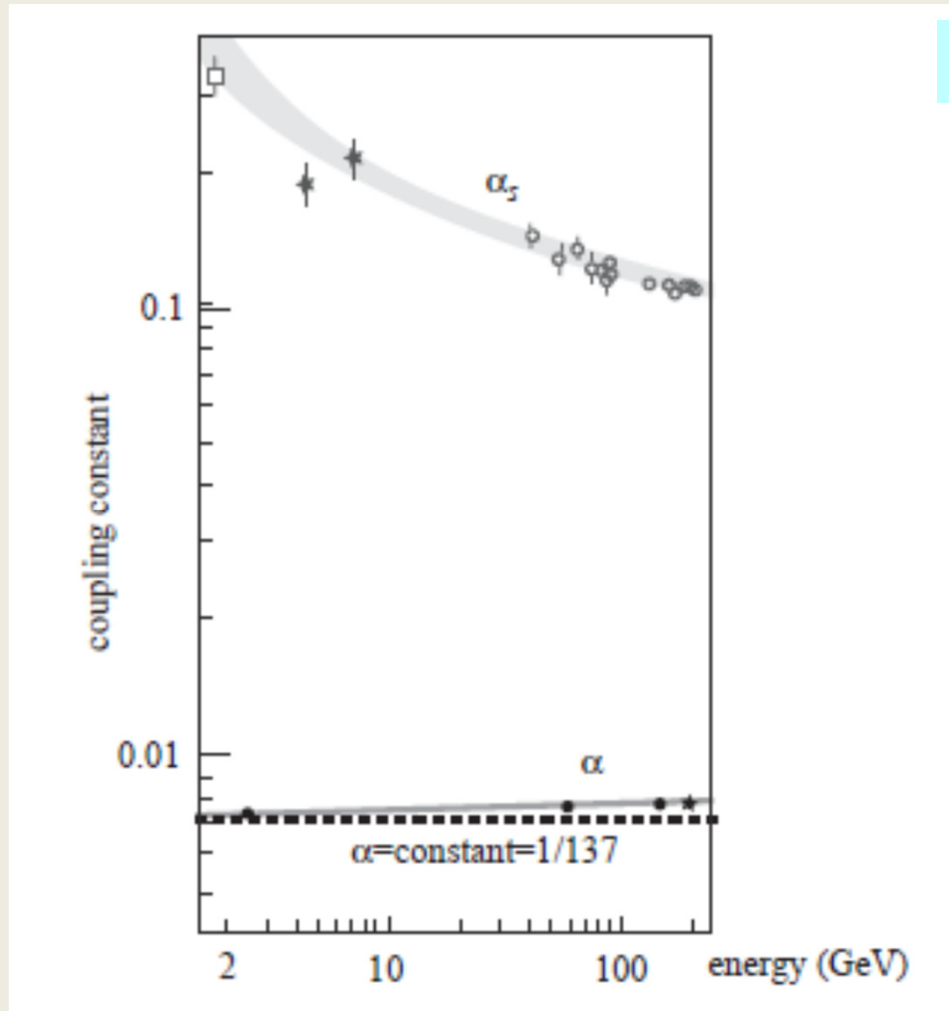 αs
0.1
coupling constant
0.01
α
α=constant=1/137
2 10 100 energy (GeV)